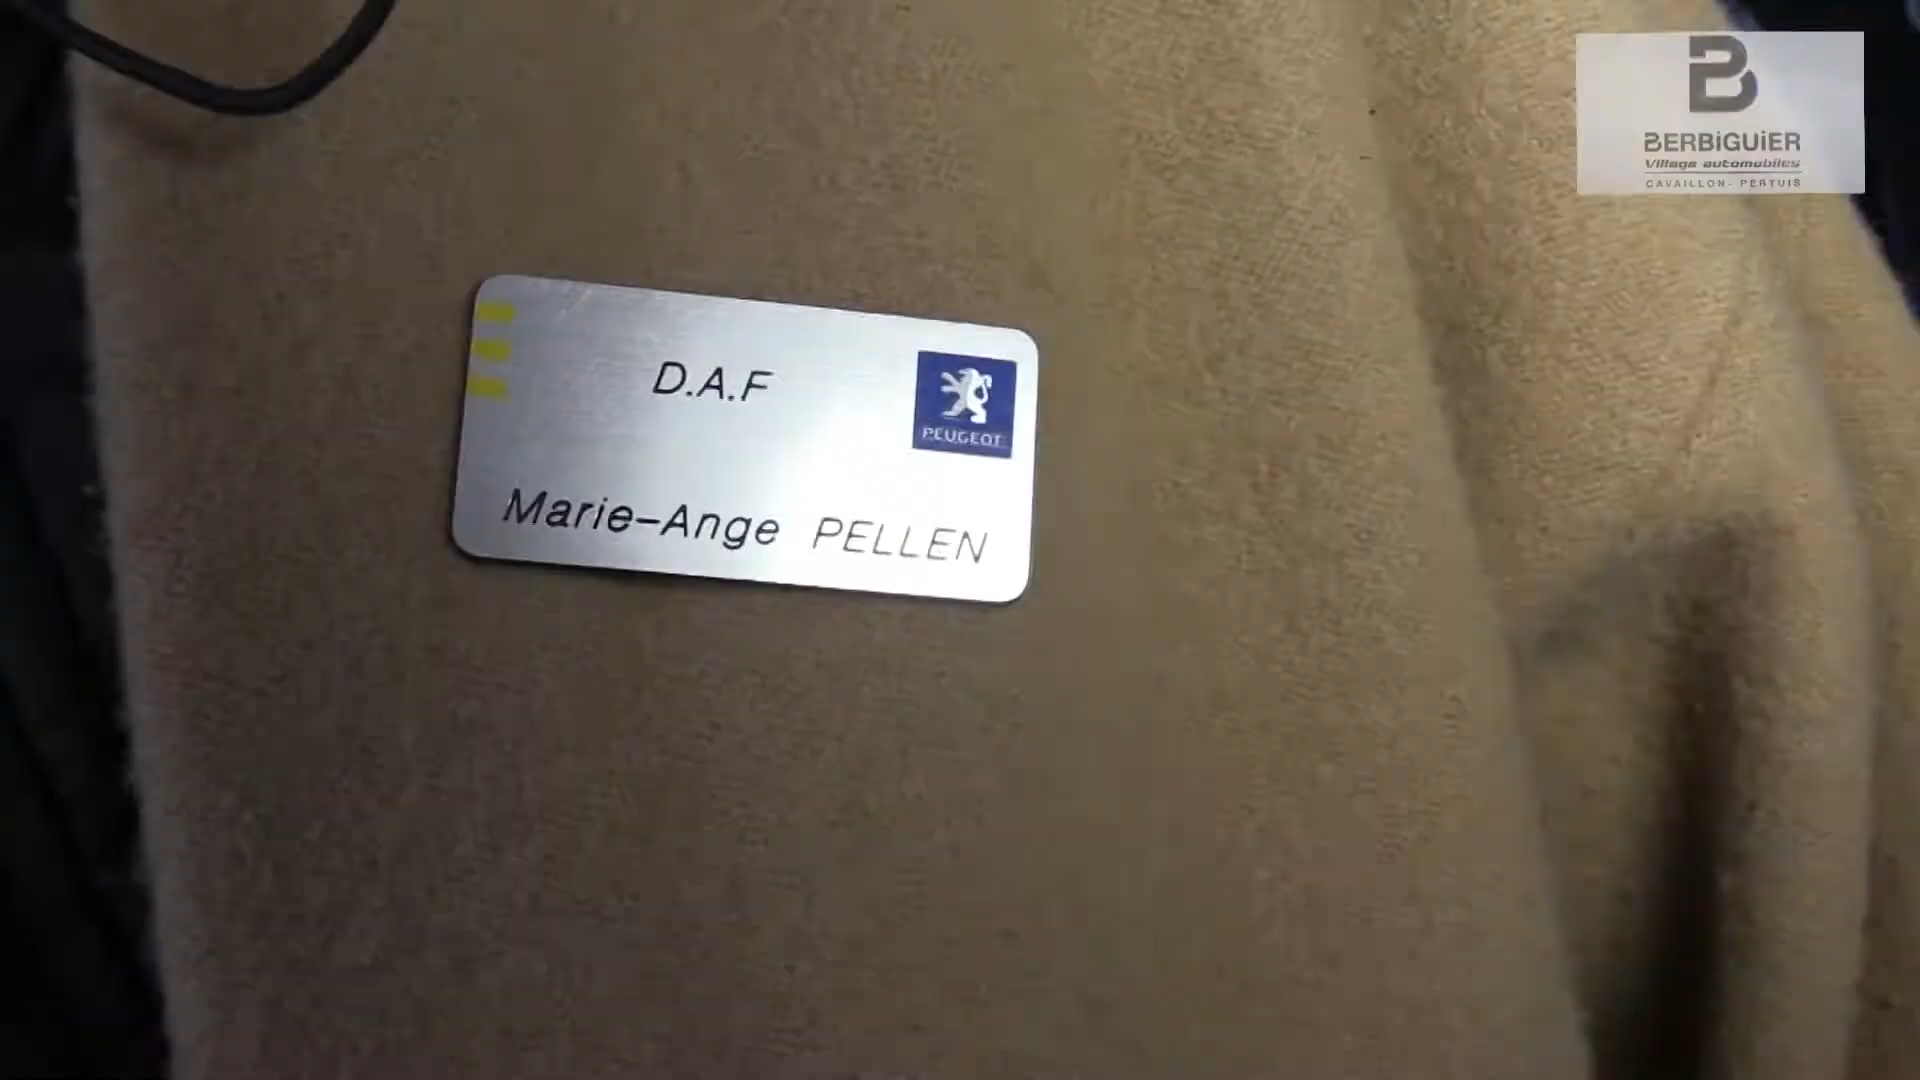 BERBiGUiER
Village automobiles
CAVAILLON- PERTUIS
D.A.F
PEUGEOT
Marie-Ange PELLEN